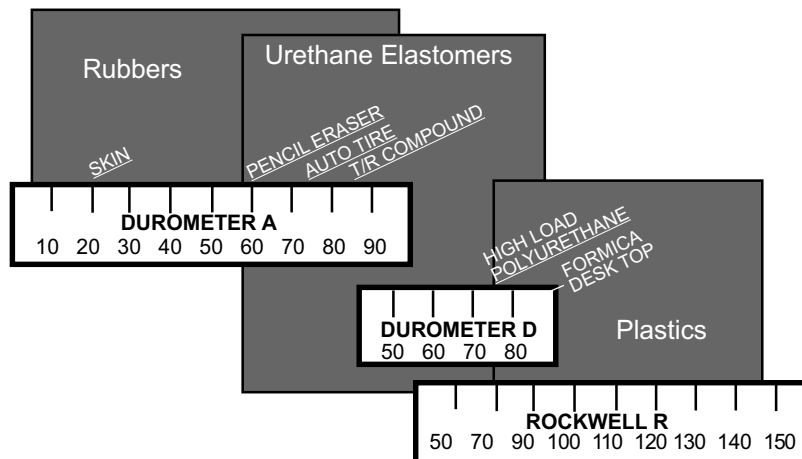 Rubbers
Urethane Elastomers
SKIN
PENCIL ERASER
AUTO TIRE
T/R COMPOUND
DUROMETER A
10 20 30 40 50 60 70 80 90
HIGH LOAD
POLYURETHANE
FORMICA
DESK TOP
DUROMETER D
50 60 70 80
Plastics
ROCKWELL R
50 70 80 90 100 110 120 130 140 150